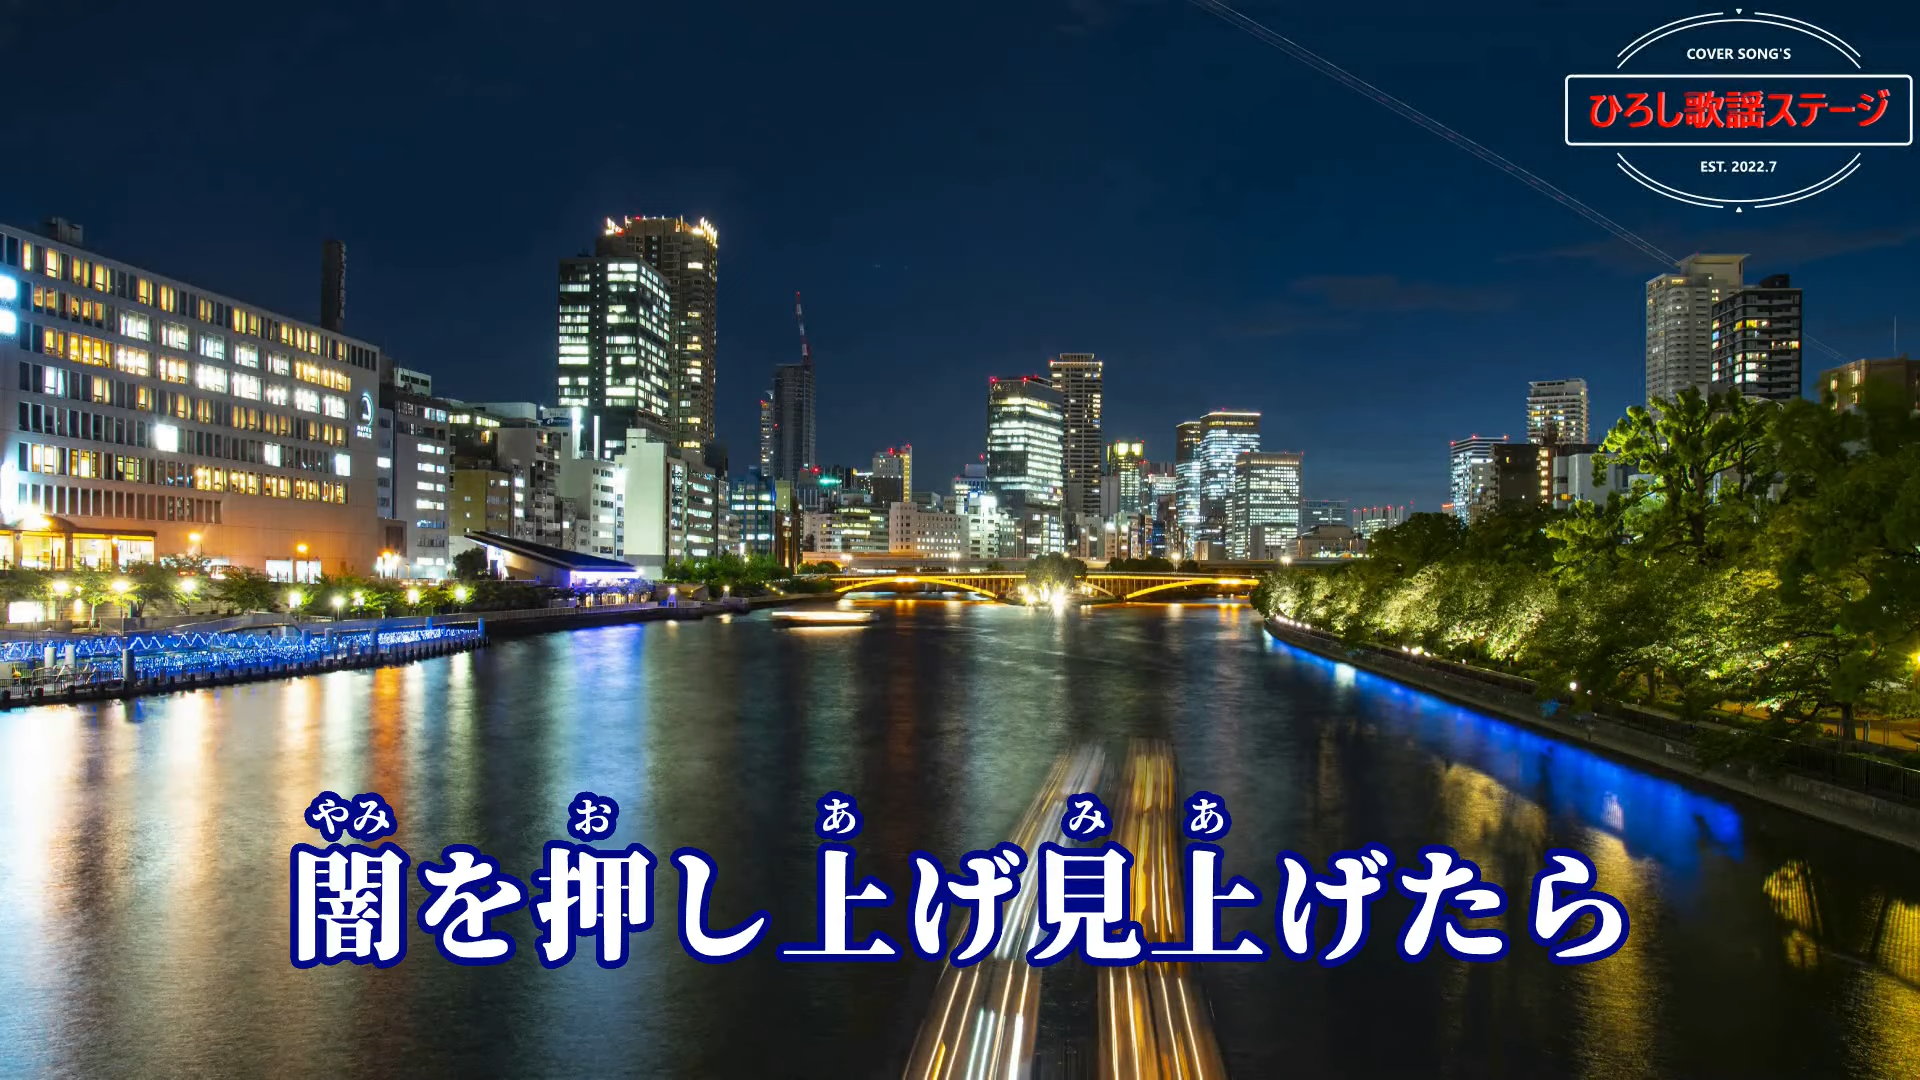 COVER SONG'S
ひろし歌謡ステージ
EST. 2022.7
やみ お あ み あ
闇を押し上げ見上げたら